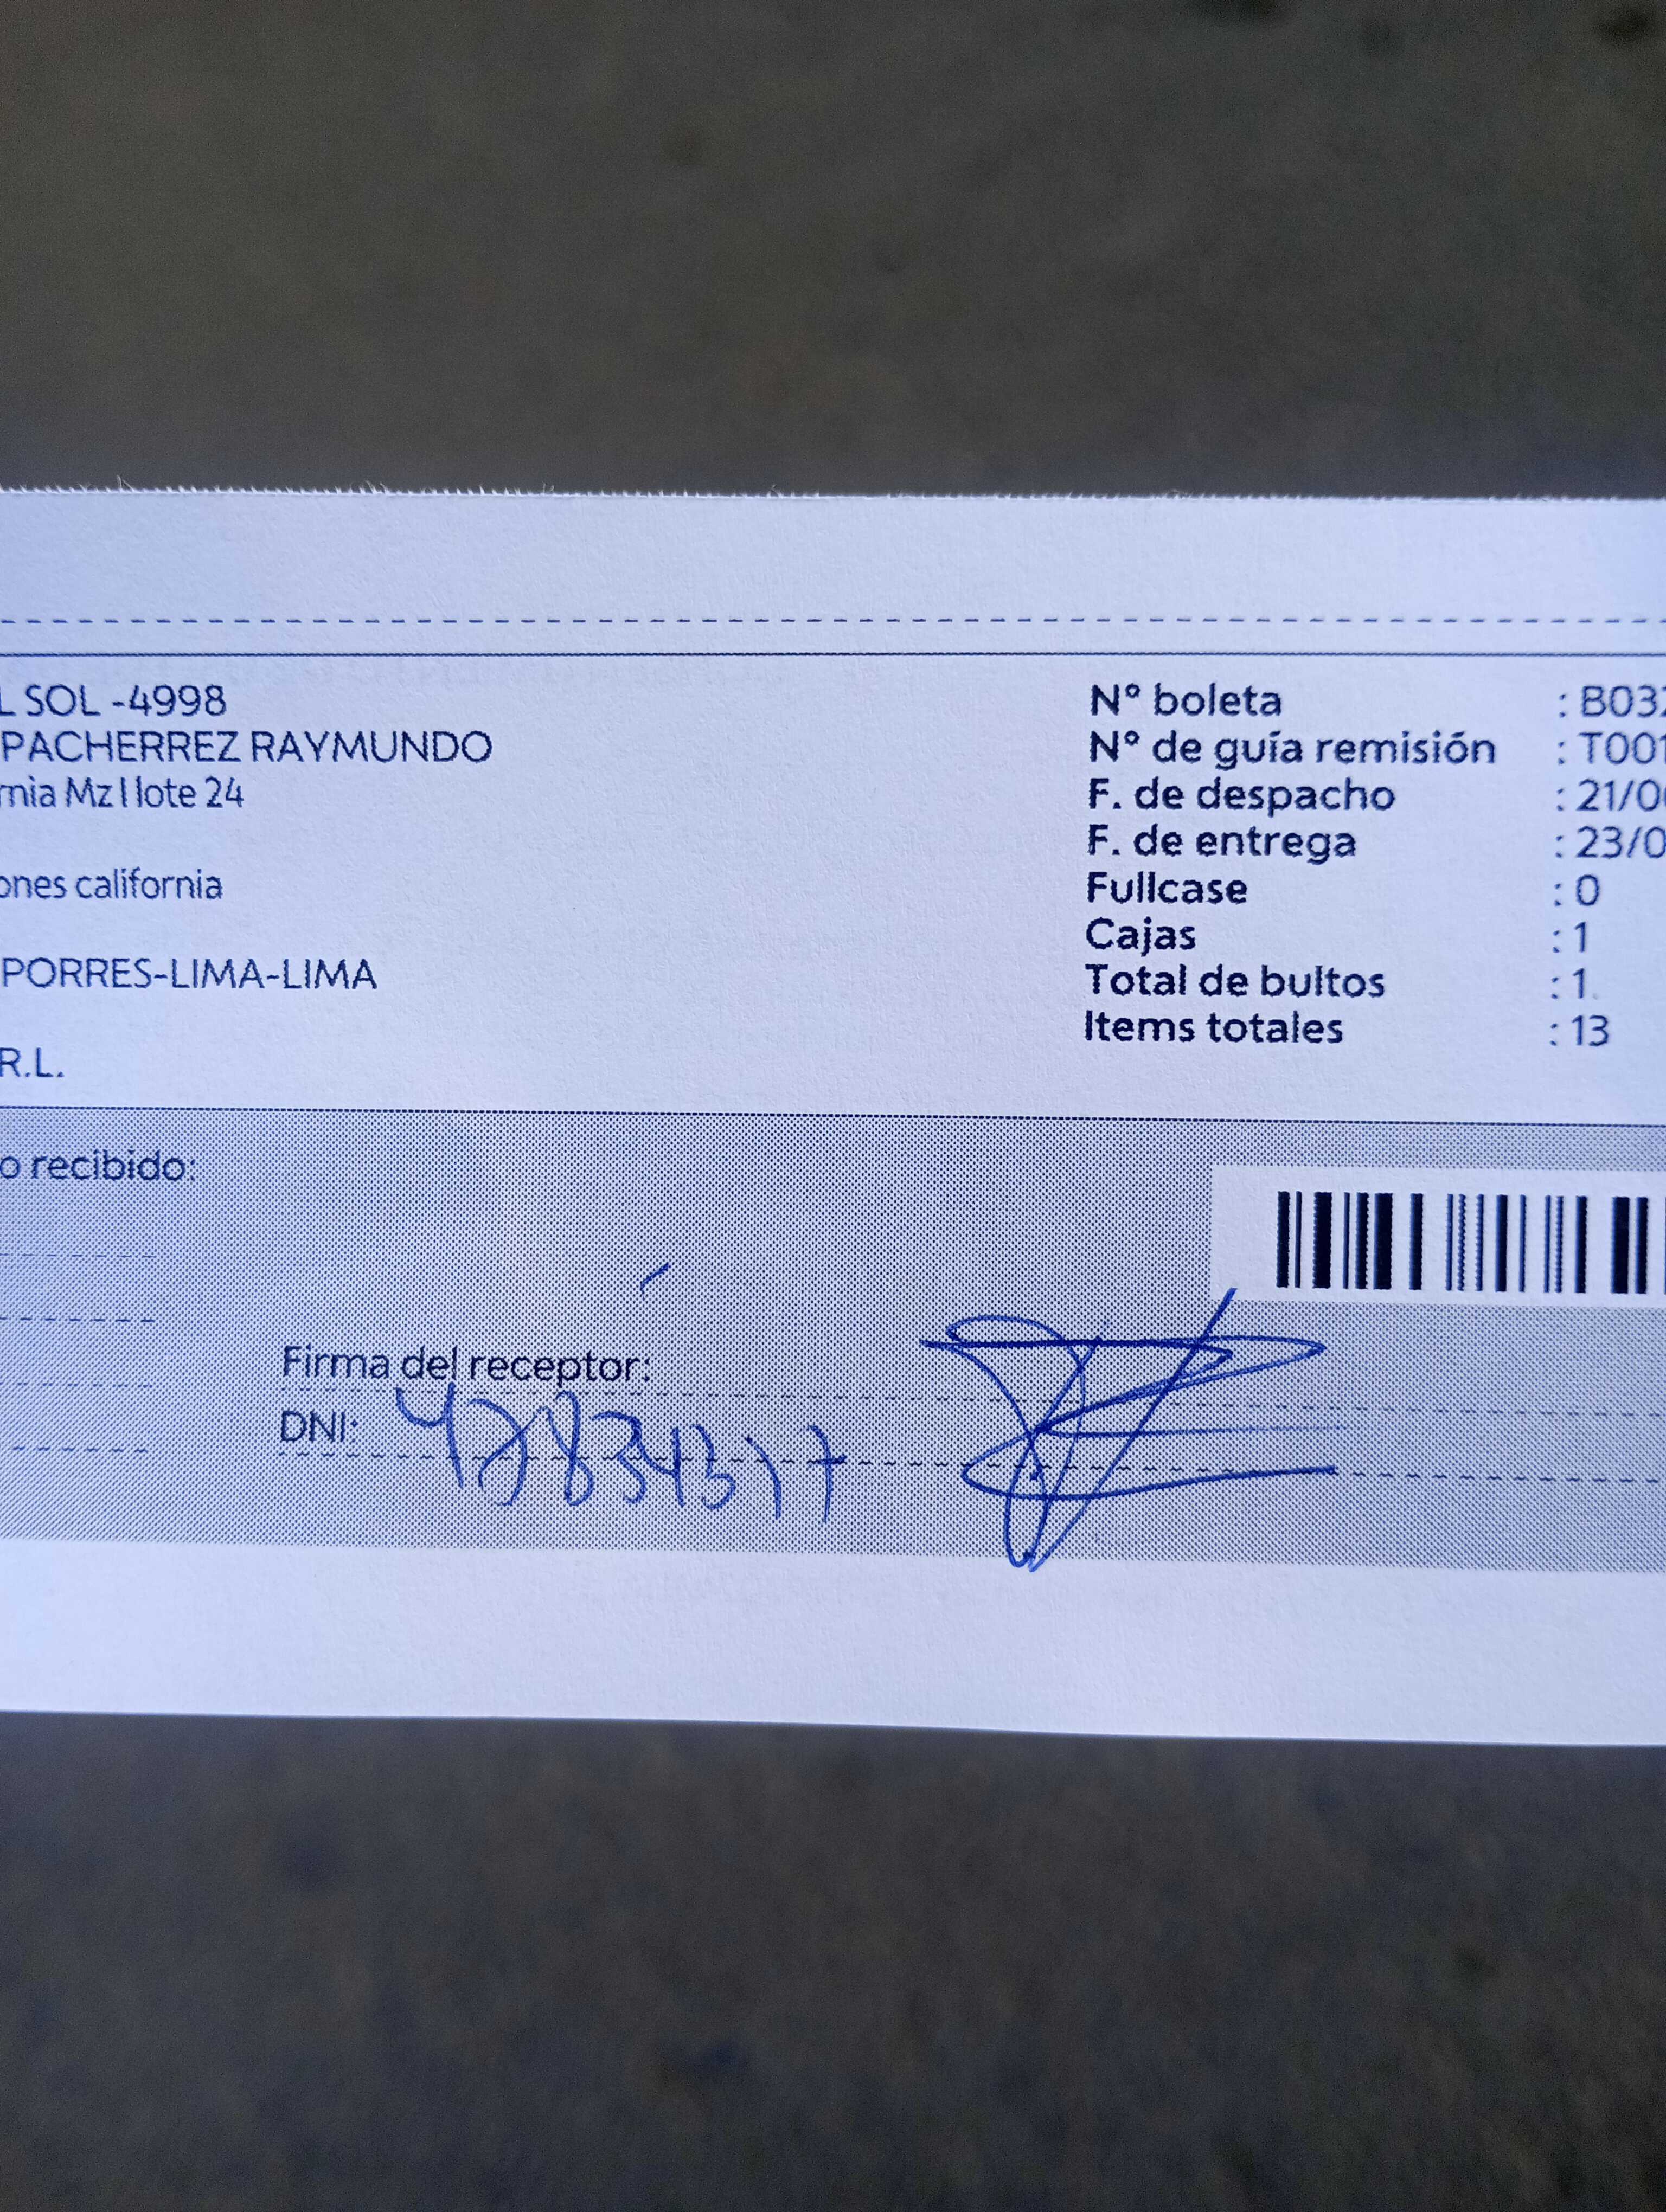 L SOL -4998
PACHERREZ RAYMUNDO
rnia Mz I lote 24
ones california
PORRES-LIMA-LIMA
R.L.
N° boleta : B03
N° de guía remisión : T001
F. de despacho : 21/0
F. de entrega : 23/0
Fullcase : 0
Cajas : 1
Total de bultos : 1
Items totales : 13
o recibido:
Firma del receptor:
DNI: